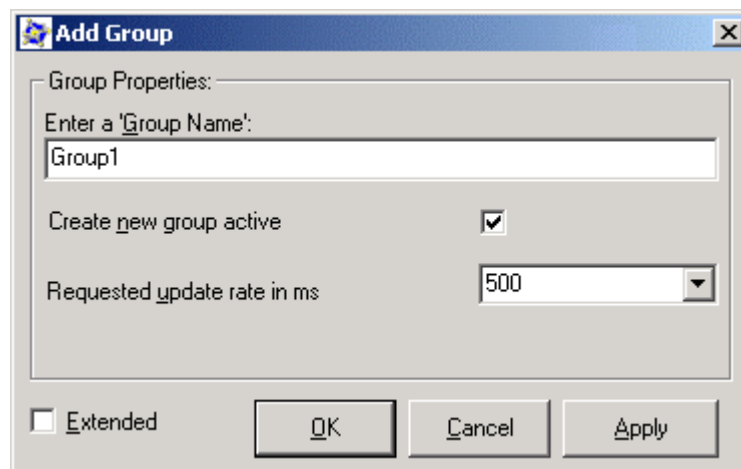 Add Group
Group Properties:
Enter a 'Group Name':
Group1
Create new group active
Requested update rate in ms
500
Extended
OK
Cancel
Apply